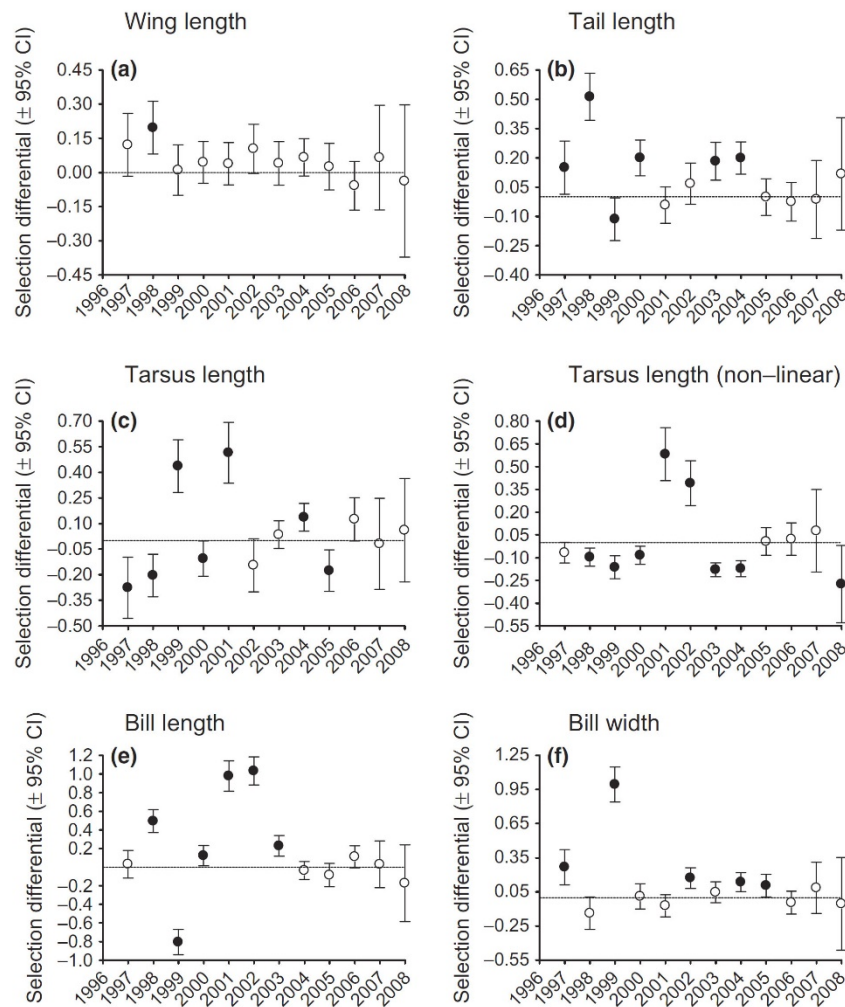 Wing length
(a)
Selection differential (± 95% CI)
0.45
0.30
0.15
0.00
−0.15
−0.30
−0.45
1996 1997 1998 1999 2000 2001 2002 2003 2004 2005 2006 2007 2008
Tail length
(b)
Selection differential (± 95% CI)
0.65
0.50
0.35
0.20
0.05
−0.10
−0.25
−0.40
1996 1997 1998 1999 2000 2001 2002 2003 2004 2005 2006 2007 2008
Tarsus length
(c)
Selection differential (± 95% CI)
0.70
0.55
0.40
0.25
0.10
−0.05
−0.20
−0.35
−0.50
1996 1997 1998 1999 2000 2001 2002 2003 2004 2005 2006 2007 2008
Tarsus length (non–linear)
(d)
Selection differential (± 95% CI)
0.80
0.65
0.50
0.35
0.20
0.05
−0.10
−0.25
−0.40
−0.55
1996 1997 1998 1999 2000 2001 2002 2003 2004 2005 2006 2007 2008
Bill length
(e)
Selection differential (± 95% CI)
1.2
1.0
0.8
0.6
0.4
0.2
−0.2
−0.4
−0.6
−0.8
−1.0
1996 1997 1998 1999 2000 2001 2002 2003 2004 2005 2006 2007 2008
Bill width
(f)
Selection differential (± 95% CI)
1.25
0.95
0.65
0.35
0.05
−0.25
−0.55
1996 1997 1998 1999 2000 2001 2002 2003 2004 2005 2006 2007 2008